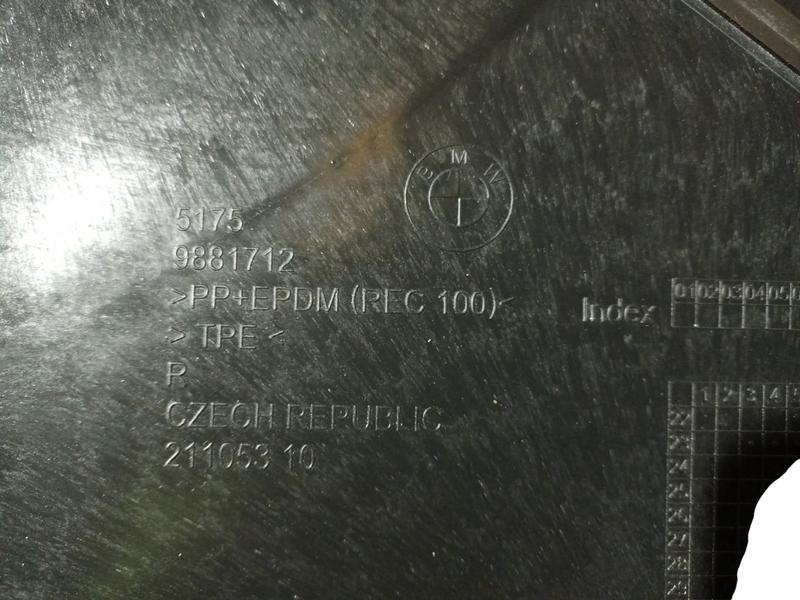 BMW
5175
9881712
>PP+EPDM (REC 100)<
> TPE <
R
CZECH REPUBLIC
211053 10
Index
01 02 03 04 05
1 2 3 4
22
23
24
25
26
27
28
29